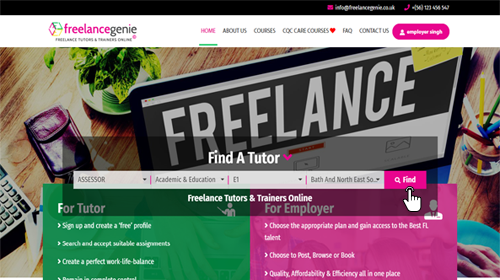 info@freelancegenie.co.uk +(56) 123 456 547
freelancegenie
FREELANCE TUTORS & TRAINERS ONLINE
HOME ABOUT US COURSES CQC CARE COURSES FAQ CONTACT US employer singh
FREELANCE
Find A Tutor
ASSESSOR Academic & Education E1 Bath And North East So... Find
Freelance Tutors & Trainers Online
For Tutor
Sign up and create a 'free' profile
Search and accept suitable assignments
Create a perfect work-life-balance
Remain in complete control
For Employer
Choose the appropriate plan and gain access to the Best FL
talent
Choose to Post, Browse or Book
Quality, Affordability & Efficiency all in one place